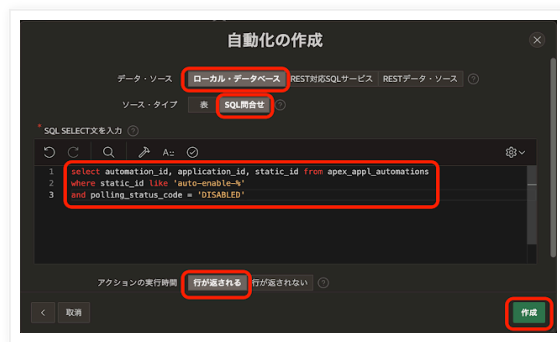 自動化の作成
データ・ソース ローカル・データベース REST対応SQLサービス RESTデータ・ソース
ソース・タイプ 表 SQL問合せ
* SQL SELECT文を入力
A::
1 select automation_id, application_id, static_id from apex_appl_automations
2 where static_id like 'auto-enable-%'
3 and polling_status_code = 'DISABLED'
アクションの実行時間 行が返される 行が返されない
取消 作成